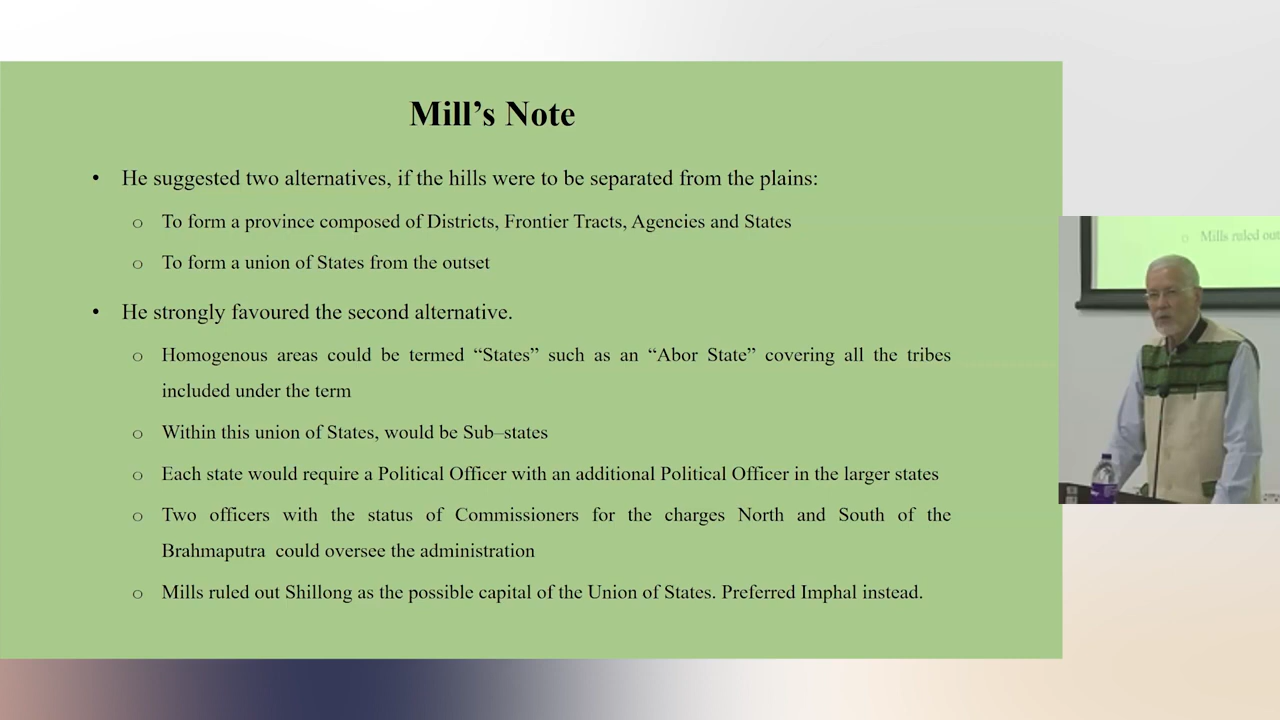 Mill’s Note
• He suggested two alternatives, if the hills were to be separated from the plains:
o To form a province composed of Districts, Frontier Tracts, Agencies and States
o To form a union of States from the outset
• He strongly favoured the second alternative.
o Homogenous areas could be termed “States” such as an “Abor State” covering all the tribes
included under the term
o Within this union of States, would be Sub–states
o Each state would require a Political Officer with an additional Political Officer in the larger states
o Two officers with the status of Commissioners for the charges North and South of the
Brahmaputra could oversee the administration
o Mills ruled out Shillong as the possible capital of the Union of States. Preferred Imphal instead.
o Mills ruled out